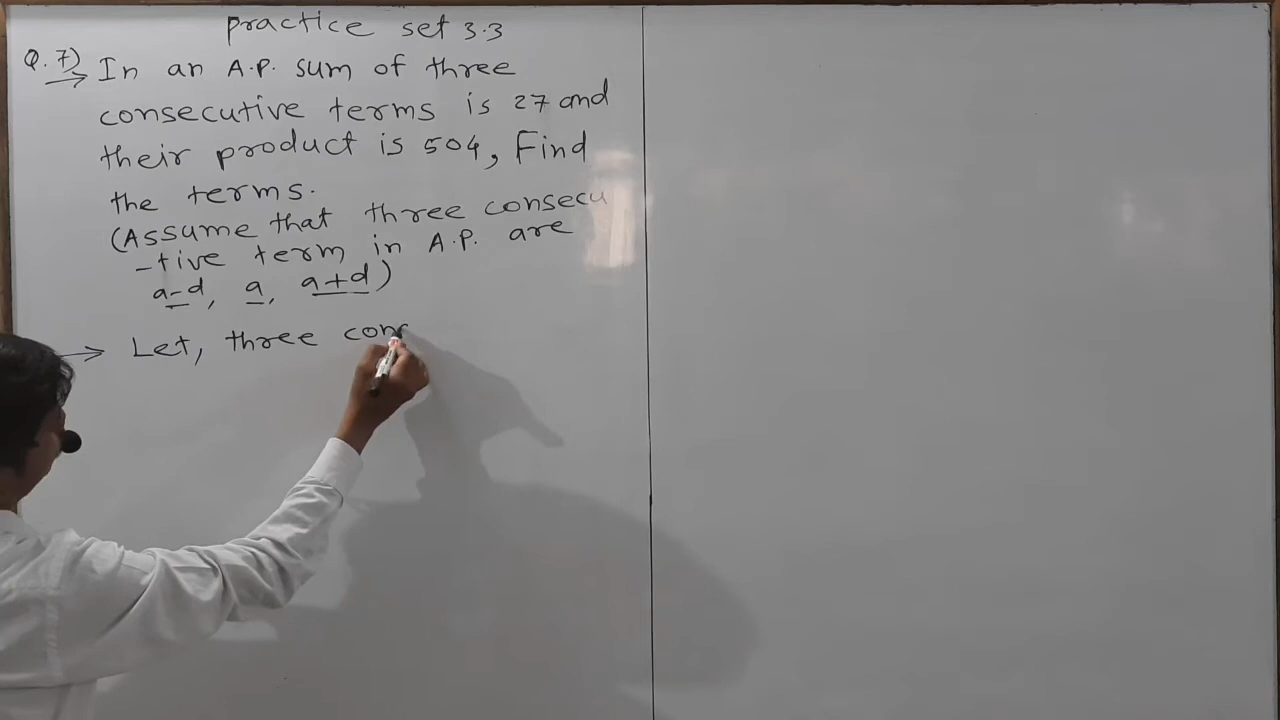 practice set 3.3
Q. 7) In an A.P. sum of three
consecutive terms is 27 and
their product is 504, Find
the terms.
(Assume that three consecu
-tive term in A.P. are
a-d, a, a+d)
→ Let, three cons